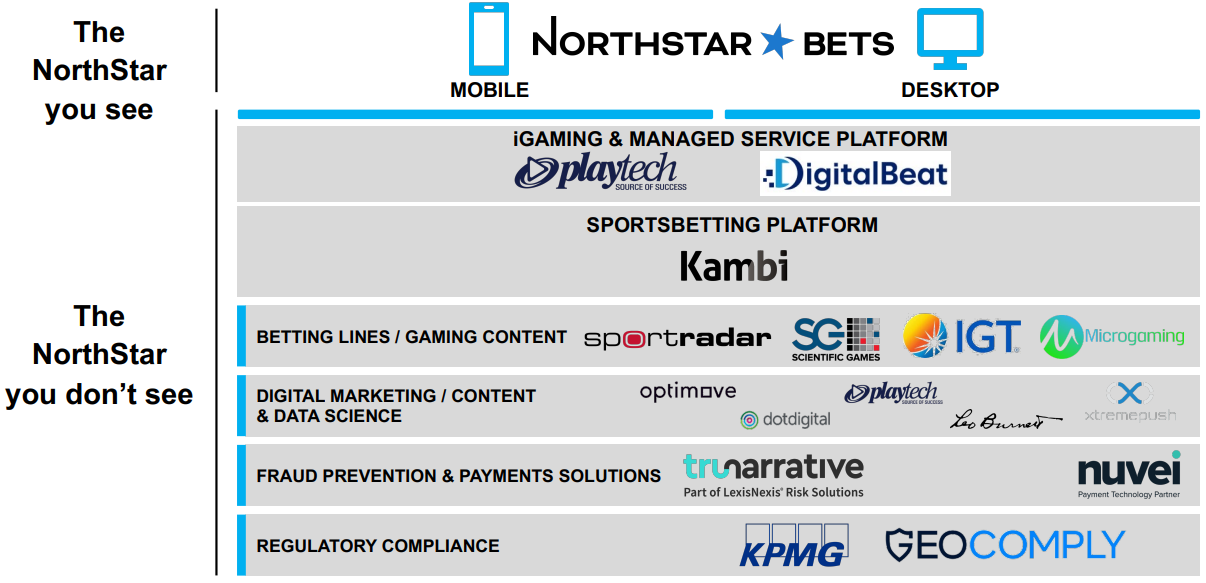 The
NorthStar
you see
NORTHSTAR BETS
MOBILE
DESKTOP
The
NorthStar
you don't see
iGAMING & MANAGED SERVICE PLATFORM
playtech
SOURCE OF SUCCESS
DigitalBeat
SPORTSBETTING PLATFORM
Kambi
BETTING LINES / GAMING CONTENT
sportradar
SG
SCIENTIFIC GAMES
IGT
Microgaming
DIGITAL MARKETING / CONTENT
& DATA SCIENCE
optimove
playtech
SOURCE OF SUCCESS
xtremepush
dotdigital
Leo Burnett
FRAUD PREVENTION & PAYMENTS SOLUTIONS
trunarrative
Part of LexisNexis® Risk Solutions
nuvei
Payment Technology Partner
REGULATORY COMPLIANCE
KPMG
GEOCOMPLY